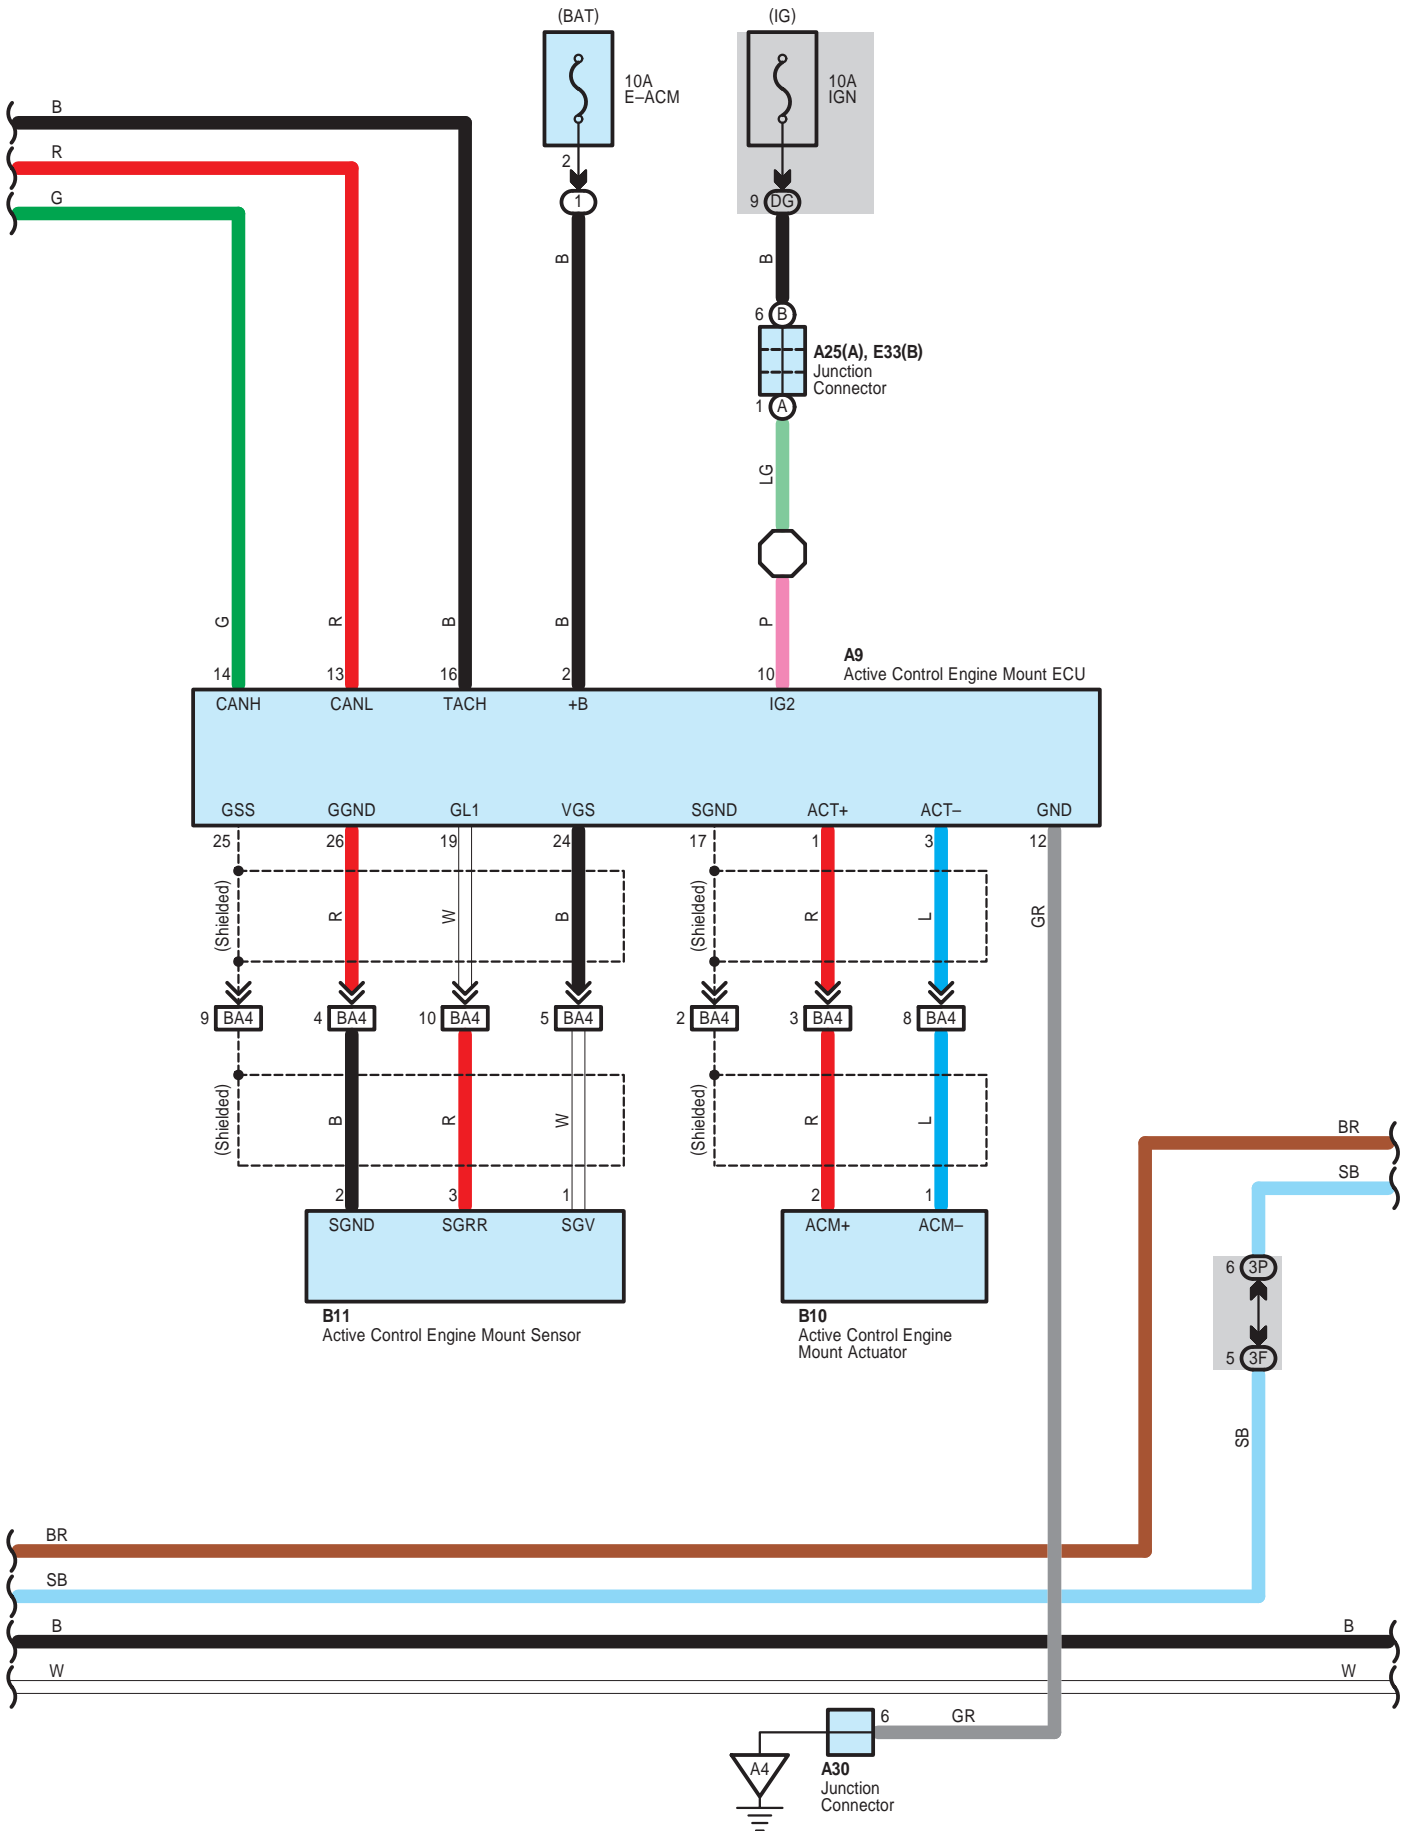 (BAT) (IG)
10A
E–ACM
10A
IGN
B
R
G
2
1
9 DG
B
B
6 B
A25(A), E33(B)
Junction
Connector
1 A
LG
G
R
B
B
P
A9
Active Control Engine Mount ECU
14 13 16 2 10
CANH CANL TACH +B IG2
GSS GGND GL1 VGS SGND ACT+ ACT– GND
25 26 19 24 17 1 3 12
(Shielded) R W B (Shielded) R L GR
9 BA4 4 BA4 10 BA4 5 BA4 2 BA4 3 BA4 8 BA4
(Shielded) B R W (Shielded) R L
2 3 1 2 1
SGND SGRR SGV ACM+ ACM–
B11
Active Control Engine Mount Sensor
B10
Active Control Engine
Mount Actuator
BR
SB
6 3P
5 3F
SB
BR
SB
B B
W W
6 GR
A4
A30
Junction
Connector